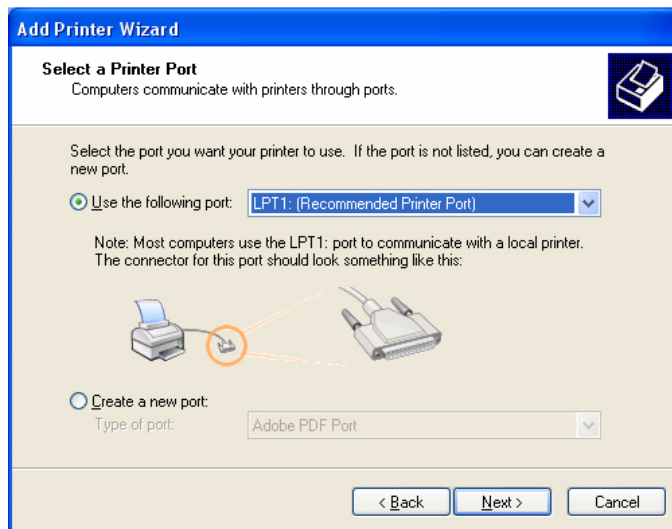 Add Printer Wizard
Select a Printer Port
Computers communicate with printers through ports.
Select the port you want your printer to use. If the port is not listed, you can create a
new port.
Use the following port: LPT1: (Recommended Printer Port)
Note: Most computers use the LPT1: port to communicate with a local printer.
The connector for this port should look something like this:
Create a new port:
Type of port: Adobe PDF Port
< Back Next > Cancel